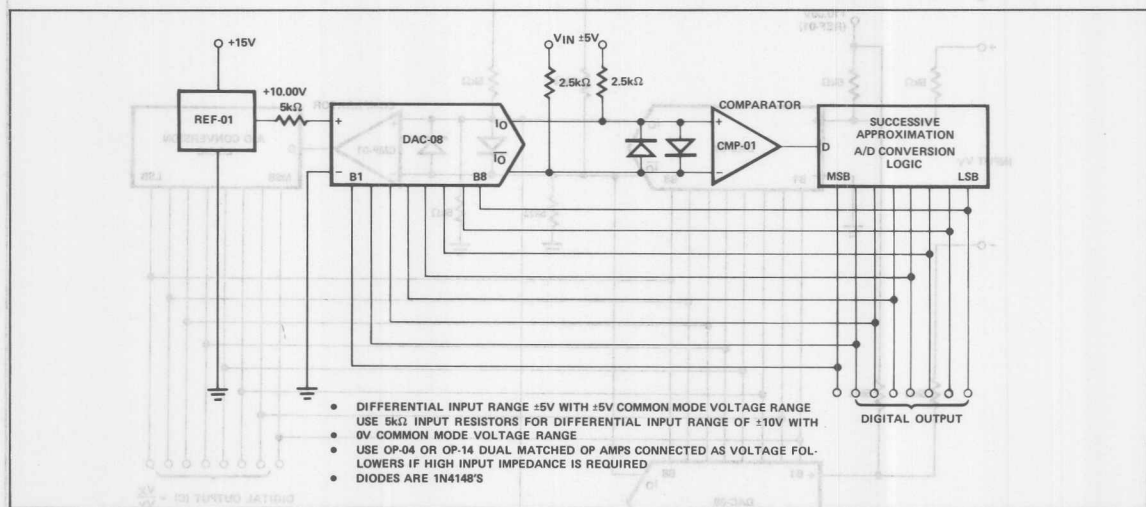 +15V
VIN ±5V
+10.00V
5kΩ
2.5kΩ
2.5kΩ
REF-01
+
-
DAC-08
IO
IO
B1
B8
COMPARATOR
+
-
CMP-01
D
SUCCESSIVE
APPROXIMATION
A/D CONVERSION
LOGIC
MSB
LSB
DIGITAL OUTPUT
● DIFFERENTIAL INPUT RANGE ±5V WITH ±5V COMMON MODE VOLTAGE RANGE
USE 5kΩ INPUT RESISTORS FOR DIFFERENTIAL INPUT RANGE OF ±10V WITH
● 0V COMMON MODE VOLTAGE RANGE
● USE OP-04 OR OP-14 DUAL MATCHED OP AMPS CONNECTED AS VOLTAGE FOL-
LOWERS IF HIGH INPUT IMPEDANCE IS REQUIRED
● DIODES ARE 1N4148'S